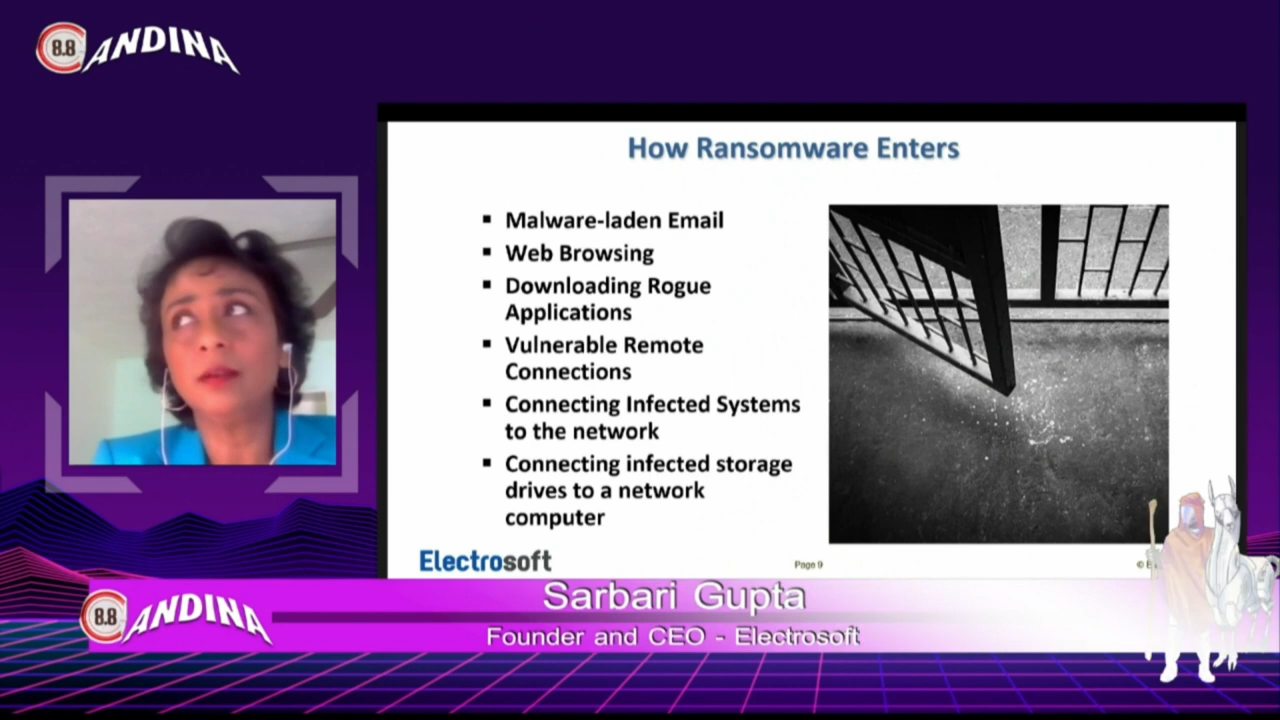 8.8 ANDINA
How Ransomware Enters
▪ Malware-laden Email
▪ Web Browsing
▪ Downloading Rogue
Applications
▪ Vulnerable Remote
Connections
▪ Connecting Infected Systems
to the network
▪ Connecting infected storage
drives to a network
computer
Electrosoft
Page 9
©
Sarbari Gupta
8.8 ANDINA
Founder and CEO - Electrosoft